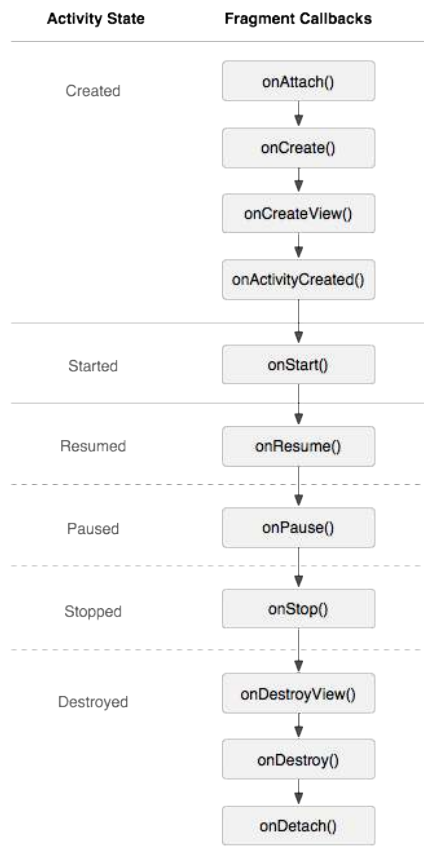 Activity State Fragment Callbacks
Created
onAttach()
onCreate()
onCreateView()
onActivityCreated()
Started
onStart()
Resumed
onResume()
Paused
onPause()
Stopped
onStop()
Destroyed
onDestroyView()
onDestroy()
onDetach()